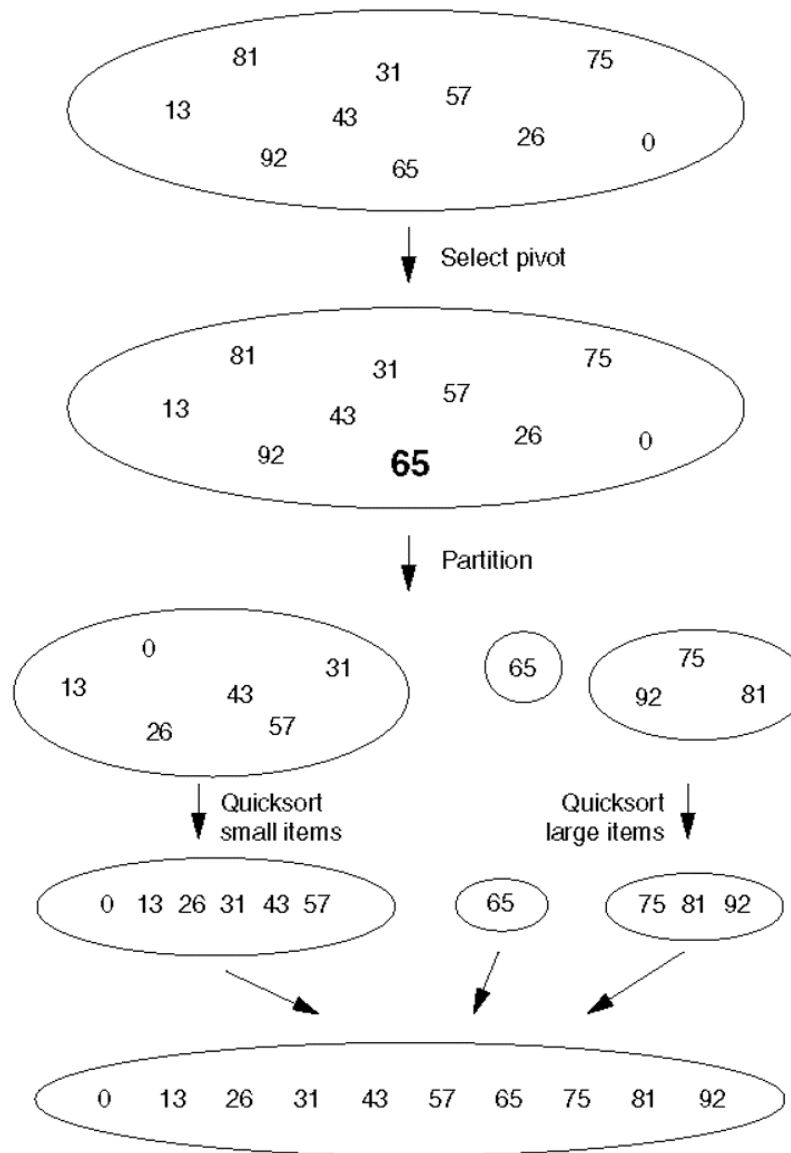 81 31 75
13 43 57
92 65 26 0
Select pivot
81 31 75
13 43 57
92 65 26 0
Partition
0 31
13 43
26 57
65
75
92 81
Quicksort
small items
Quicksort
large items
0 13 26 31 43 57
65
75 81 92
0 13 26 31 43 57 65 75 81 92